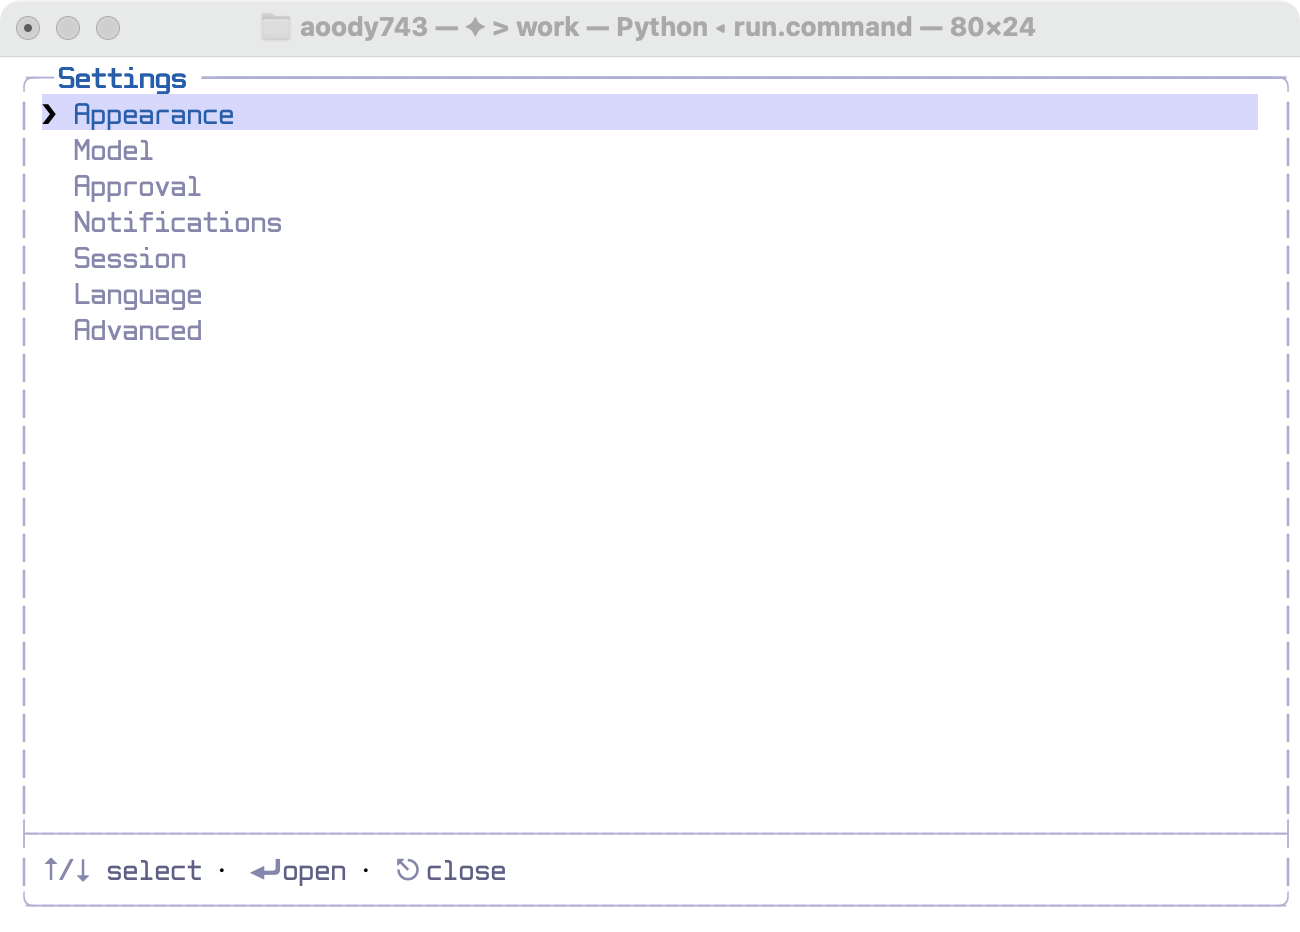 aoody743 — ✦ > work — Python ◂ run.command — 80×24
Settings
❯ Appearance
Model
Approval
Notifications
Session
Language
Advanced
↑/↓ select · ↵ open · ⎋ close